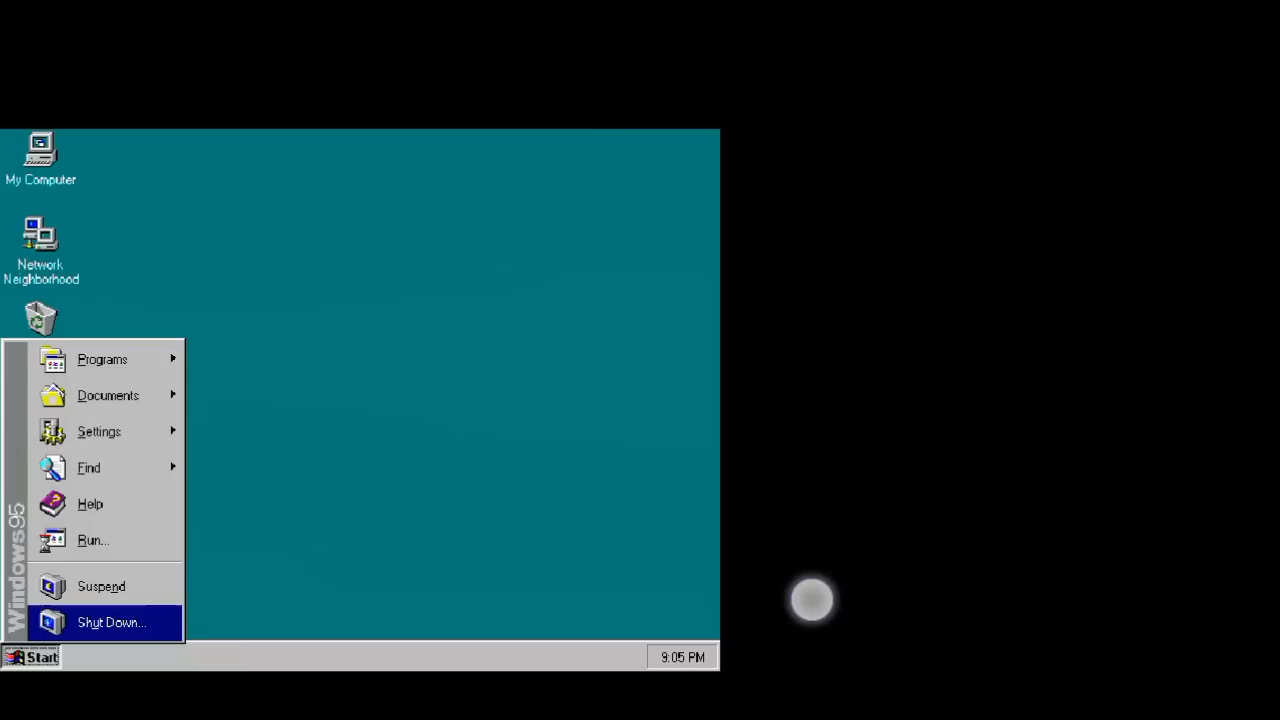 My Computer
Network
Neighborhood
Programs
Documents
Settings
Find
Help
Run...
Suspend
Shut Down...
Windows95
Start
9:05 PM